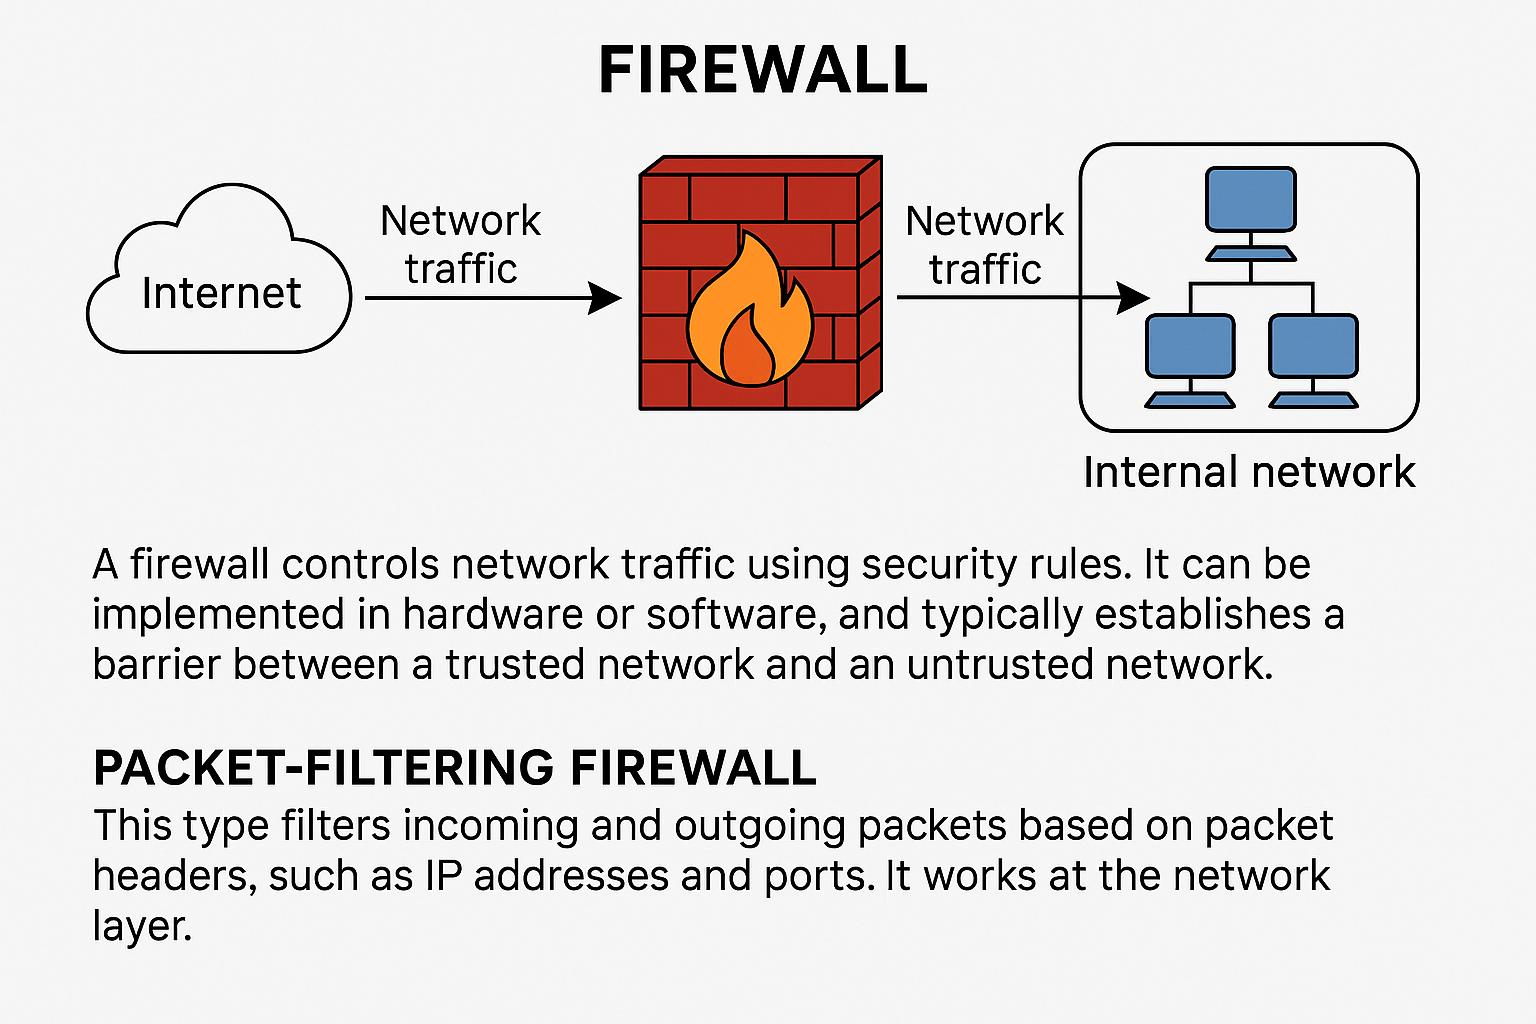 FIREWALL
Internet
Network
traffic
Network
traffic
Internal network
A firewall controls network traffic using security rules. It can be
implemented in hardware or software, and typically establishes a
barrier between a trusted network and an untrusted network.
PACKET-FILTERING FIREWALL
This type filters incoming and outgoing packets based on packet
headers, such as IP addresses and ports. It works at the network
layer.